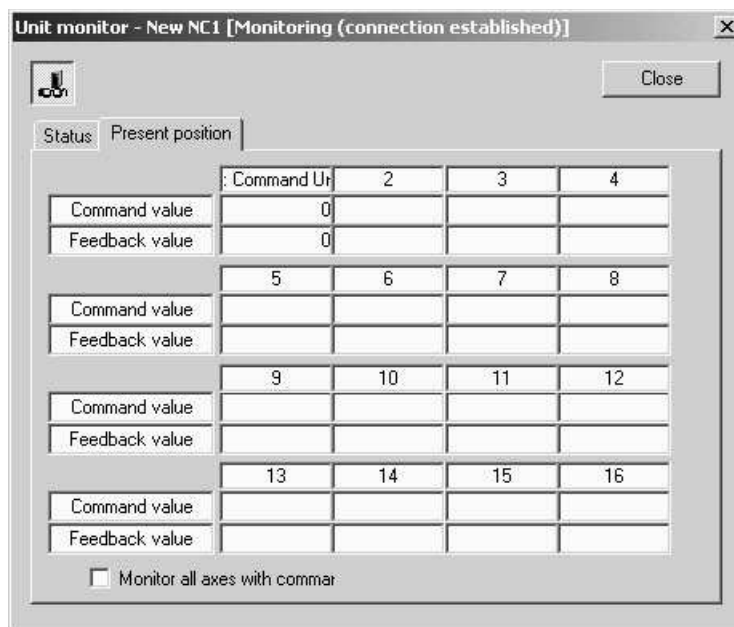 Unit monitor - New NC1 [Monitoring (connection established)]
Close
Status Present position
: Command Ur 2 3 4
Command value 0
Feedback value 0
5 6 7 8
Command value
Feedback value
9 10 11 12
Command value
Feedback value
13 14 15 16
Command value
Feedback value
Monitor all axes with commar